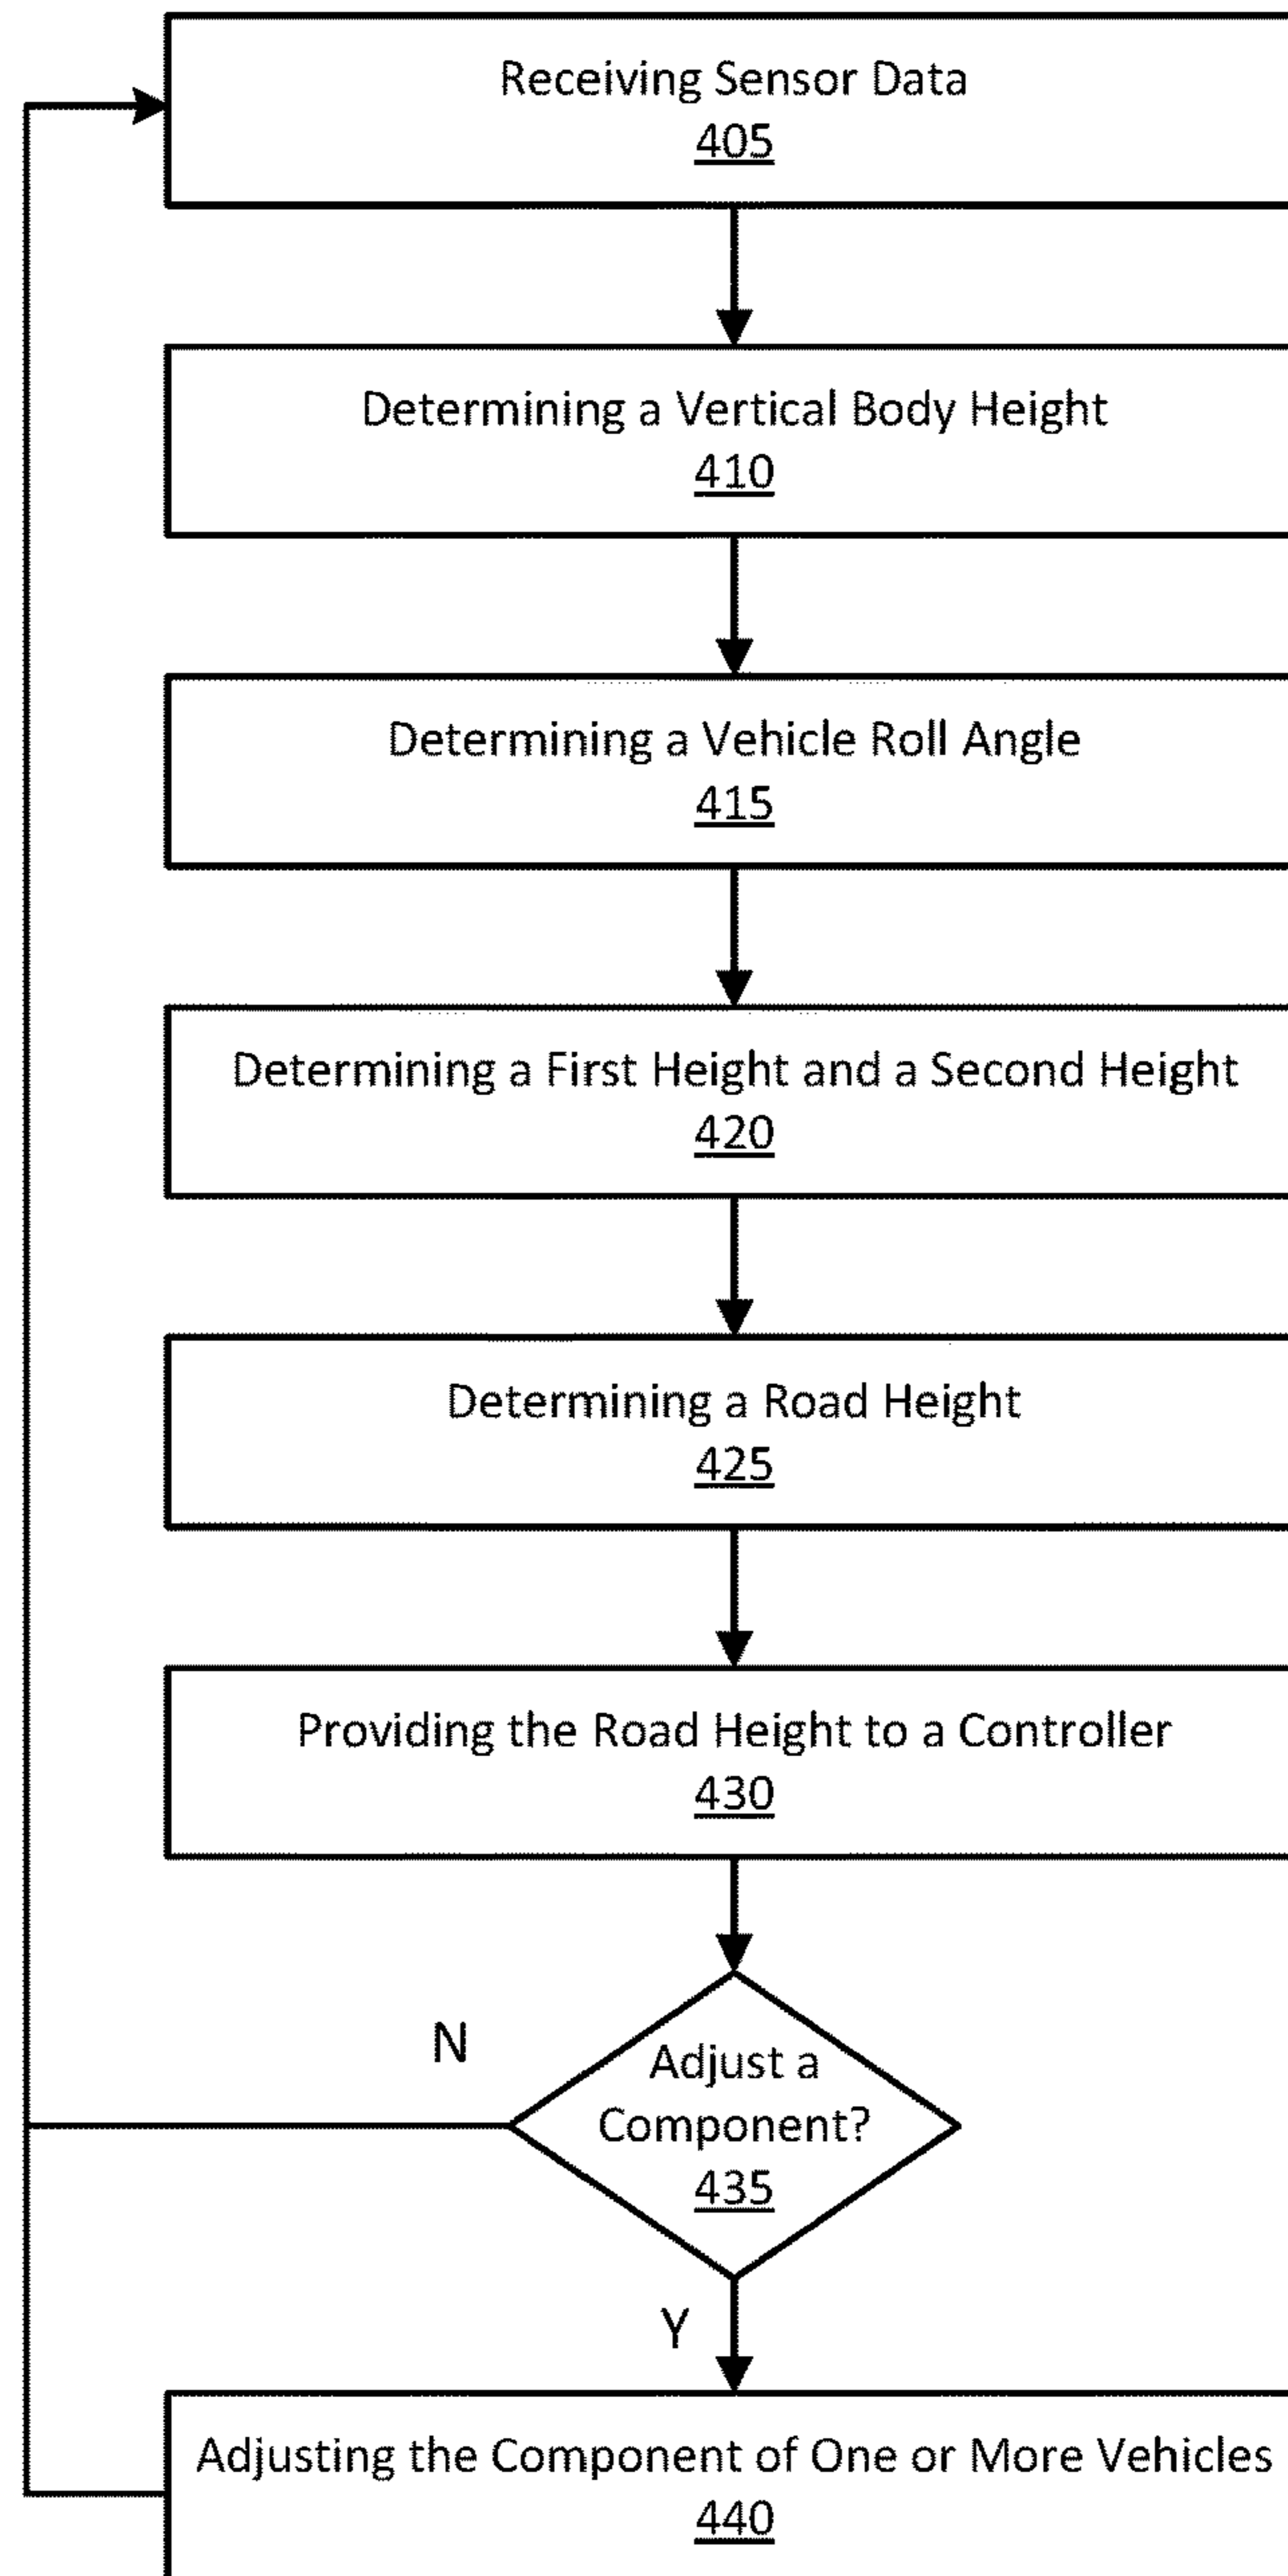 Receiving Sensor Data
405
Determining a Vertical Body Height
410
Determining a Vehicle Roll Angle
415
Determining a First Height and a Second Height
420
Determining a Road Height
425
Providing the Road Height to a Controller
430
N
Adjust a
Component?
435
Y
Adjusting the Component of One or More Vehicles
440